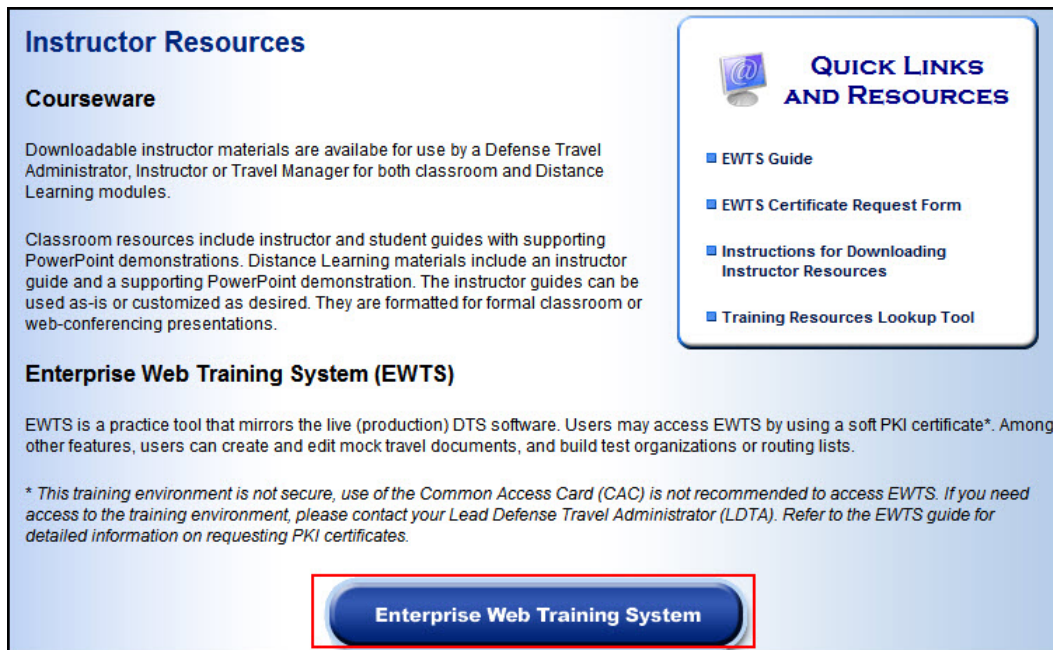 Instructor Resources
Courseware
Downloadable instructor materials are availabe for use by a Defense Travel
Administrator, Instructor or Travel Manager for both classroom and Distance
Learning modules.
Classroom resources include instructor and student guides with supporting
PowerPoint demonstrations. Distance Learning materials include an instructor
guide and a supporting PowerPoint demonstration. The instructor guides can be
used as-is or customized as desired. They are formatted for formal classroom or
web-conferencing presentations.
QUICK LINKS
AND RESOURCES
EWTS Guide
EWTS Certificate Request Form
Instructions for Downloading
Instructor Resources
Training Resources Lookup Tool
Enterprise Web Training System (EWTS)
EWTS is a practice tool that mirrors the live (production) DTS software. Users may access EWTS by using a soft PKI certificate*. Among
other features, users can create and edit mock travel documents, and build test organizations or routing lists.
* This training environment is not secure, use of the Common Access Card (CAC) is not recommended to access EWTS. If you need
access to the training environment, please contact your Lead Defense Travel Administrator (LDTA). Refer to the EWTS guide for
detailed information on requesting PKI certificates.
Enterprise Web Training System